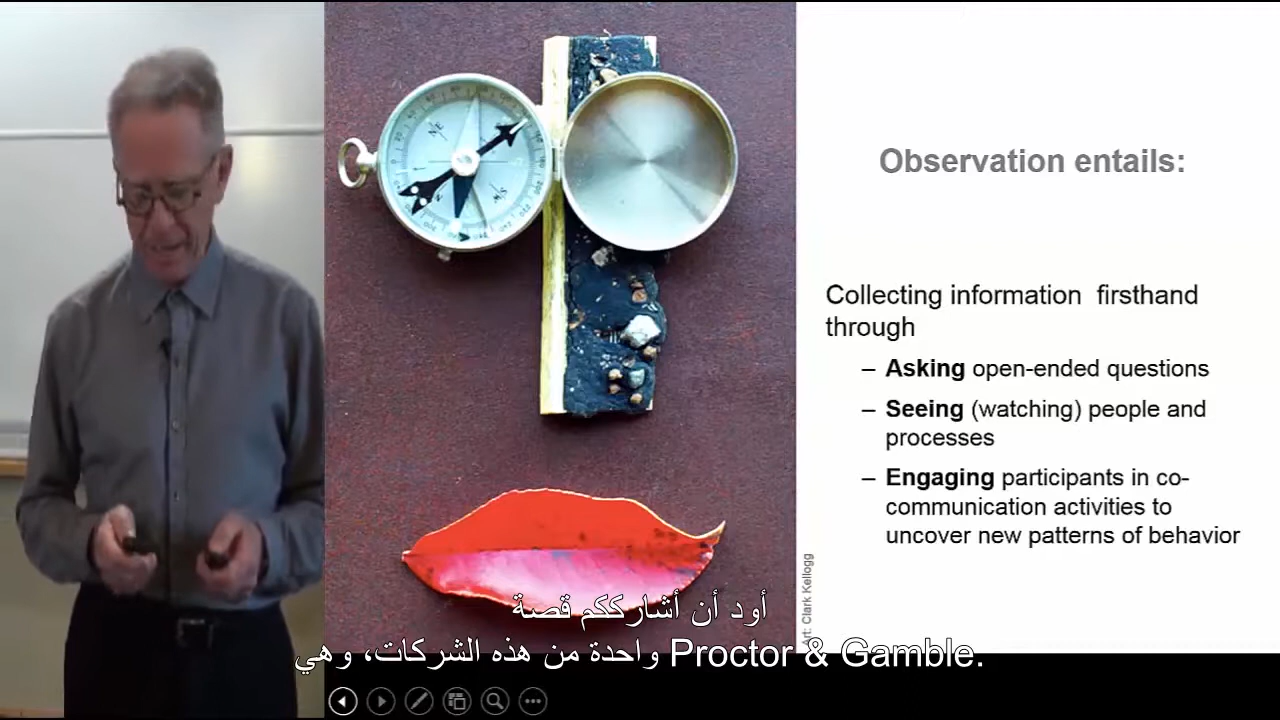 Observation entails:
Collecting information firsthand
through
– Asking open-ended questions
– Seeing (watching) people and
processes
– Engaging participants in co-
communication activities to
uncover new patterns of behavior
Art: Clark Kellogg
أود أن أشارككم قصة
واحدة من هذه الشركات، وهي Proctor & Gamble.